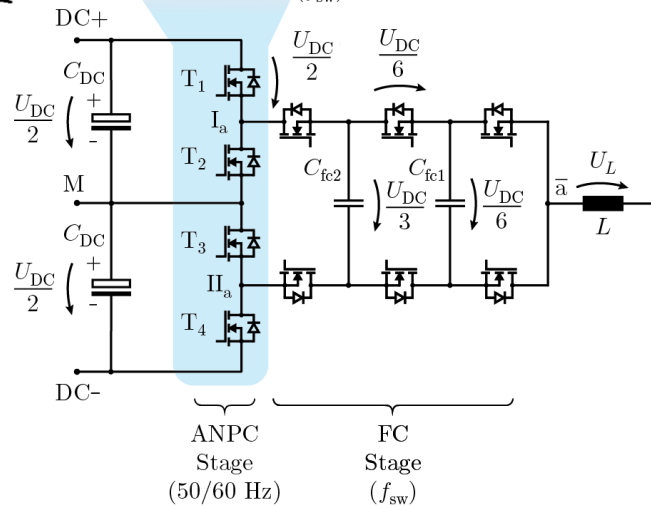 (f_sw)
DC+
C_DC
+
-
U_DC
2
T_1
U_DC
2
U_DC
6
I_a
T_2
C_fc2
C_fc1
M
U_DC
3
U_DC
6
a̅
U_L
L
C_DC
+
-
U_DC
2
T_3
II_a
T_4
DC-
ANPC
Stage
(50/60 Hz)
FC
Stage
(f_sw)